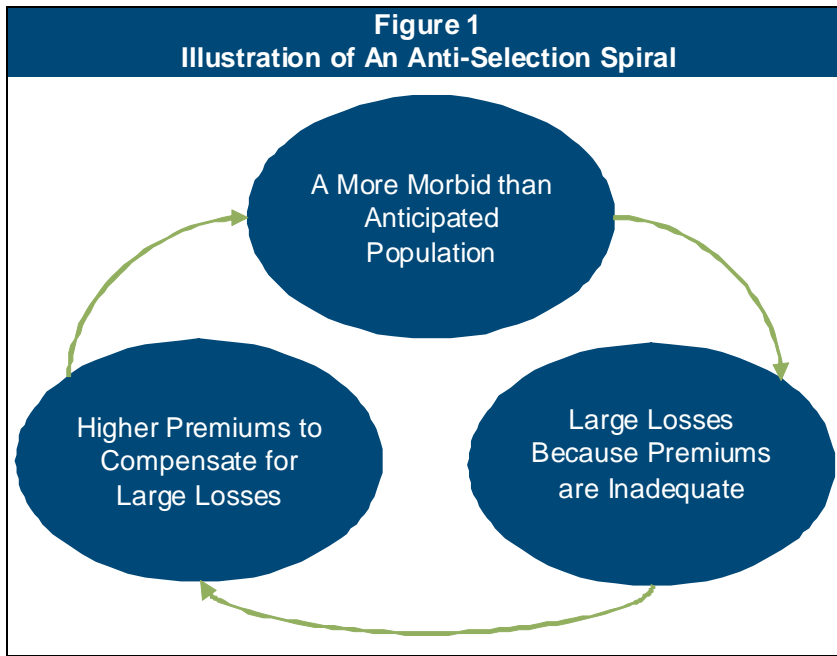 Figure 1
Illustration of An Anti-Selection Spiral
A More Morbid than
Anticipated
Population
Large Losses
Because Premiums
are Inadequate
Higher Premiums to
Compensate for
Large Losses